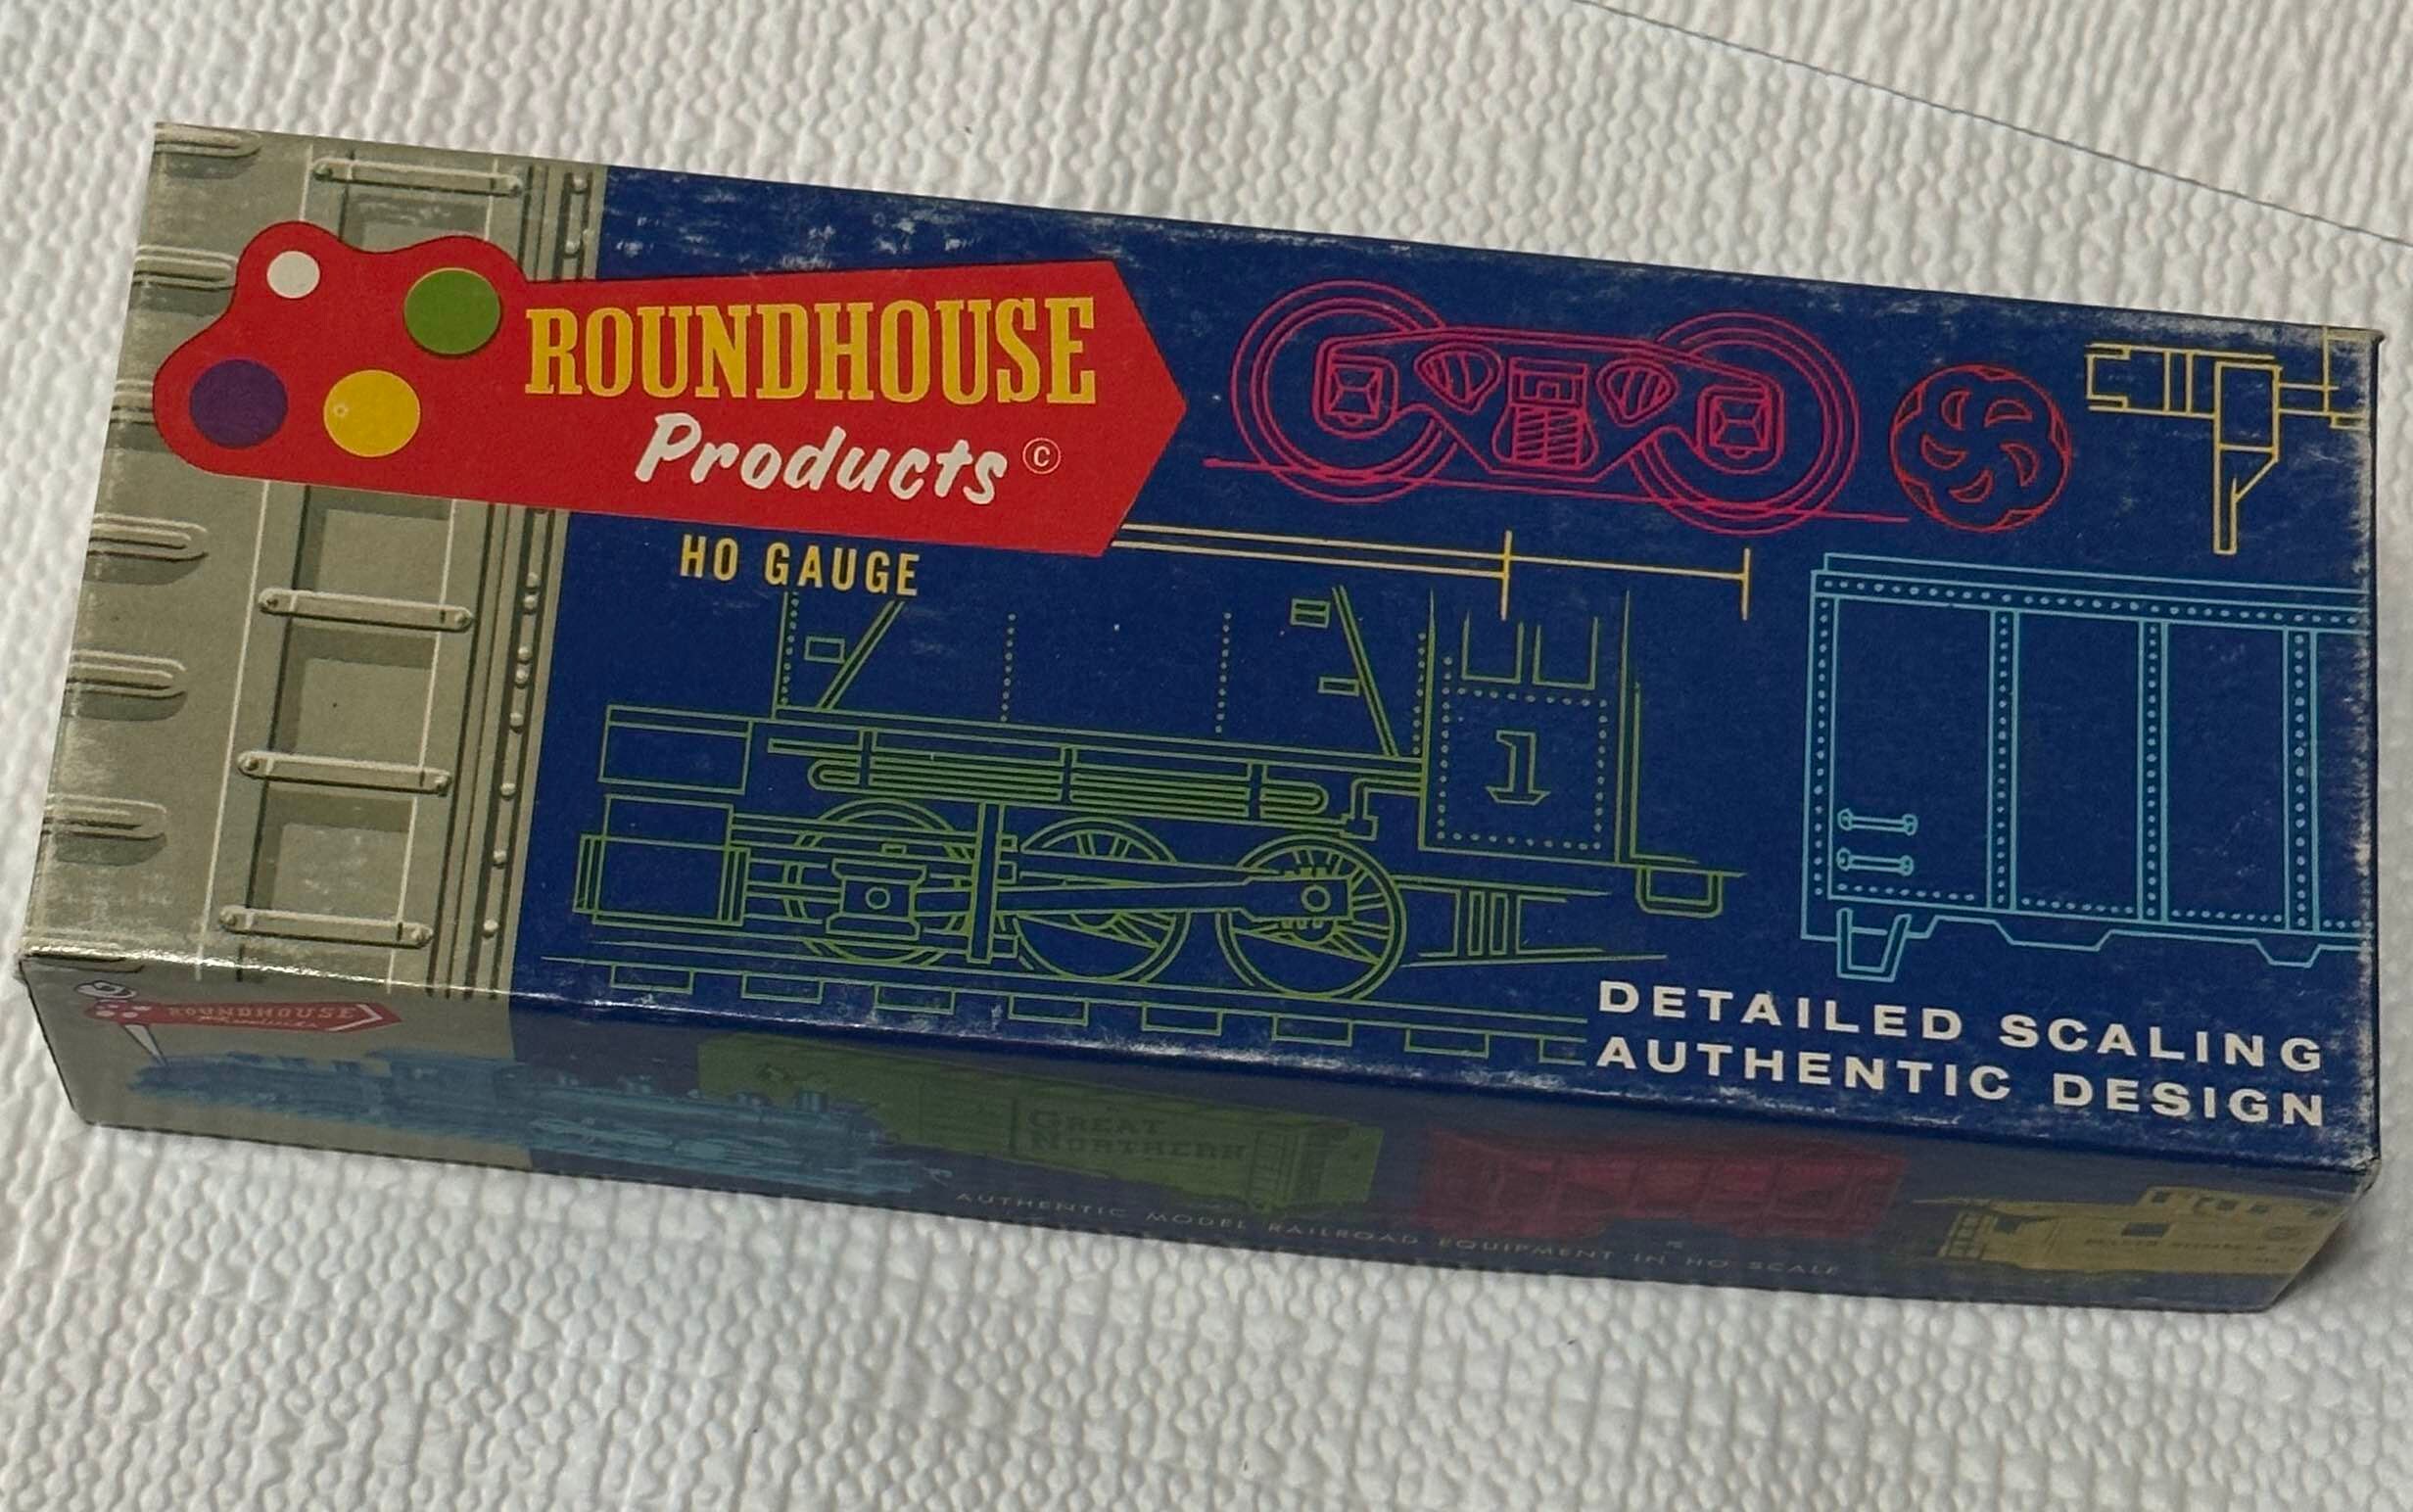 ROUNDHOUSE
Products ©
HO GAUGE
1
DETAILED SCALING
AUTHENTIC DESIGN
ROUNDHOUSE
Products
GREAT
NORTHERN
AUTHENTIC MODEL RAILROAD EQUIPMENT IN HO SCALE